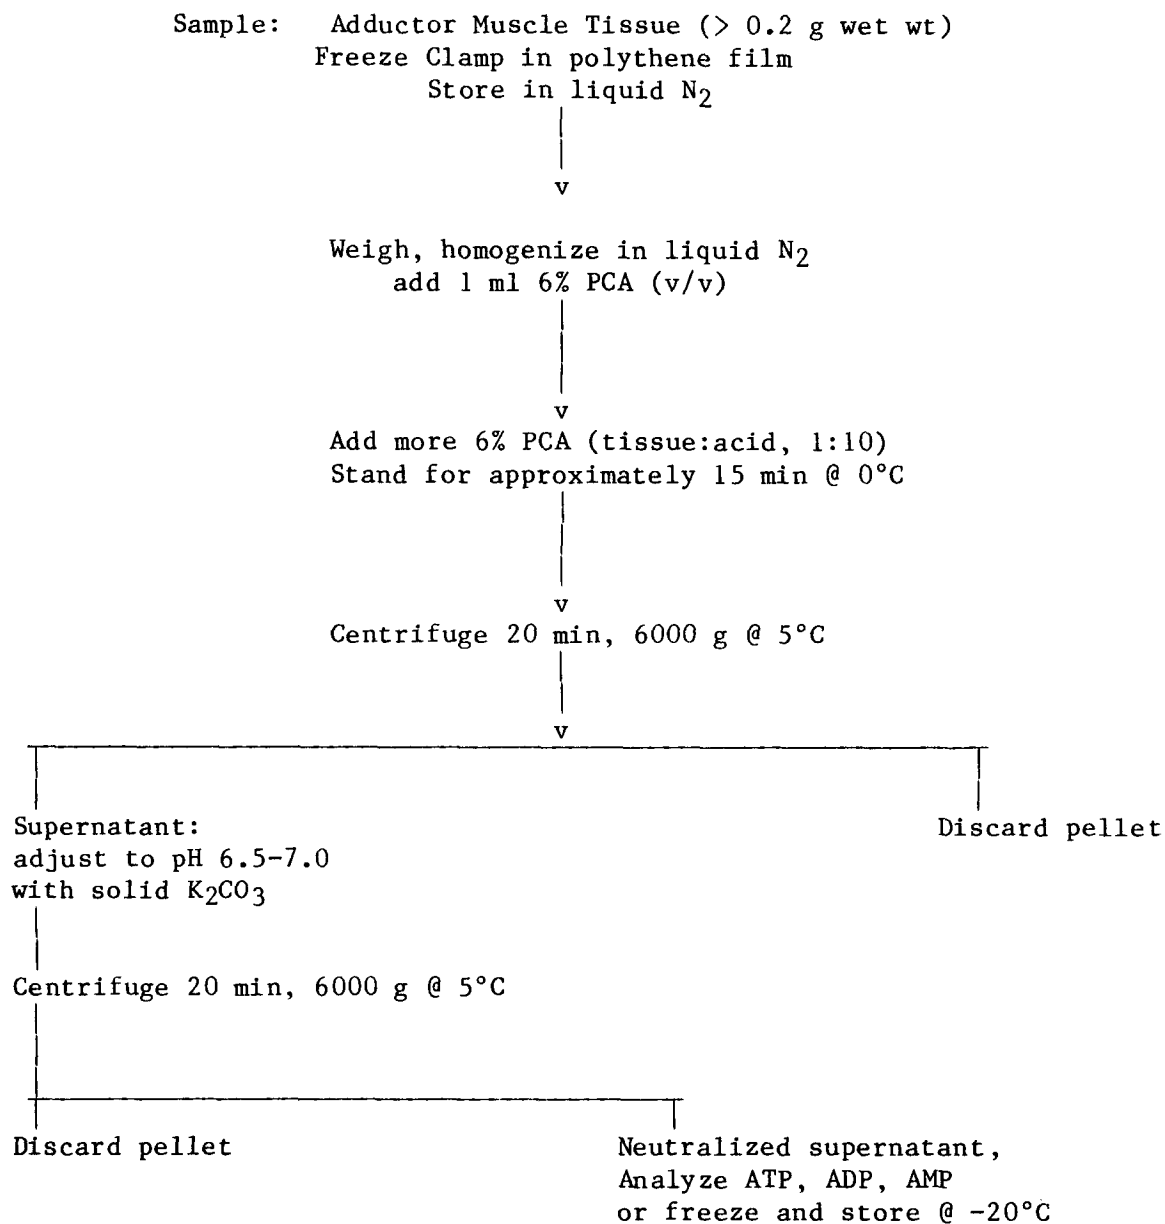 Sample: Adductor Muscle Tissue (> 0.2 g wet wt)
Freeze Clamp in polythene film
Store in liquid N2
v
Weigh, homogenize in liquid N2
add 1 ml 6% PCA (v/v)
v
Add more 6% PCA (tissue:acid, 1:10)
Stand for approximately 15 min @ 0°C
v
Centrifuge 20 min, 6000 g @ 5°C
v
Supernatant:
adjust to pH 6.5-7.0
with solid K2CO3
Discard pellet
Centrifuge 20 min, 6000 g @ 5°C
Discard pellet
Neutralized supernatant,
Analyze ATP, ADP, AMP
or freeze and store @ -20°C